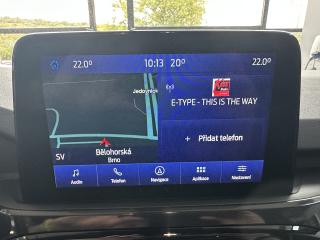 22.0°
10:13
20°
22.0°
Jedovnick
E-TYPE - THIS IS THE WAY
+ Přidat telefon
SV
Bělohorská
Brno
Audio
Telefon
Navigace
Aplikace
Nastavení